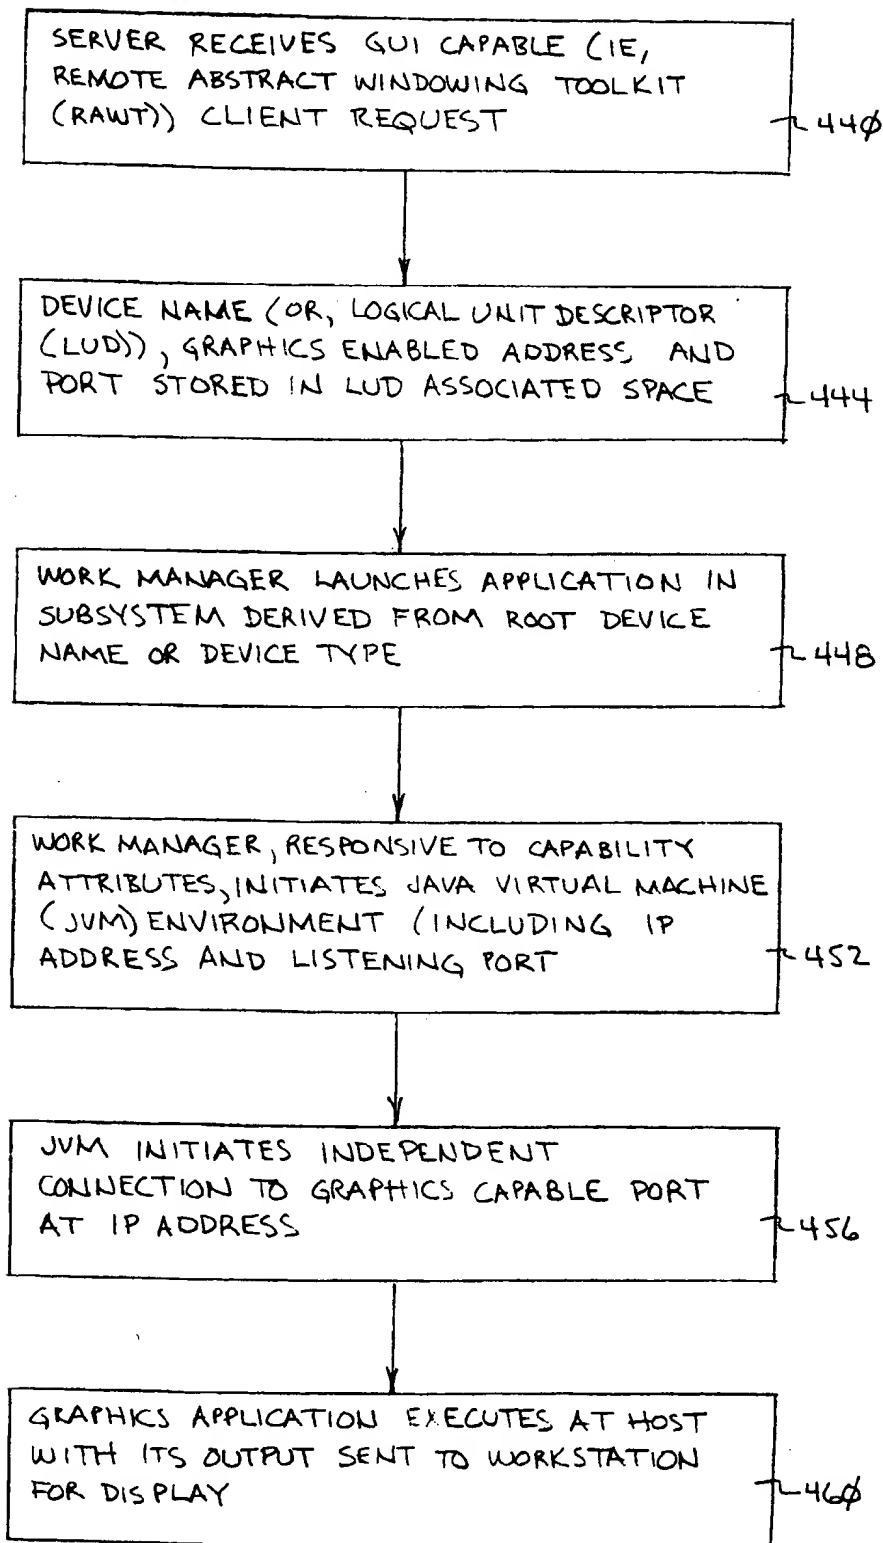 SERVER RECEIVES GUI CAPABLE (IE,
REMOTE ABSTRACT WINDOWING TOOLKIT
(RAWT)) CLIENT REQUEST
44ø
DEVICE NAME (OR, LOGICAL UNIT DESCRIPTOR
(LUD)), GRAPHICS ENABLED ADDRESS AND
PORT STORED IN LUD ASSOCIATED SPACE
444
WORK MANAGER LAUNCHES APPLICATION IN
SUBSYSTEM DERIVED FROM ROOT DEVICE
NAME OR DEVICE TYPE
448
WORK MANAGER, RESPONSIVE TO CAPABILITY
ATTRIBUTES, INITIATES JAVA VIRTUAL MACHINE
(JVM) ENVIRONMENT (INCLUDING IP
ADDRESS AND LISTENING PORT
452
JVM INITIATES INDEPENDENT
CONNECTION TO GRAPHICS CAPABLE PORT
AT IP ADDRESS
456
GRAPHICS APPLICATION EXECUTES AT HOST
WITH ITS OUTPUT SENT TO WORKSTATION
FOR DISPLAY
46ø